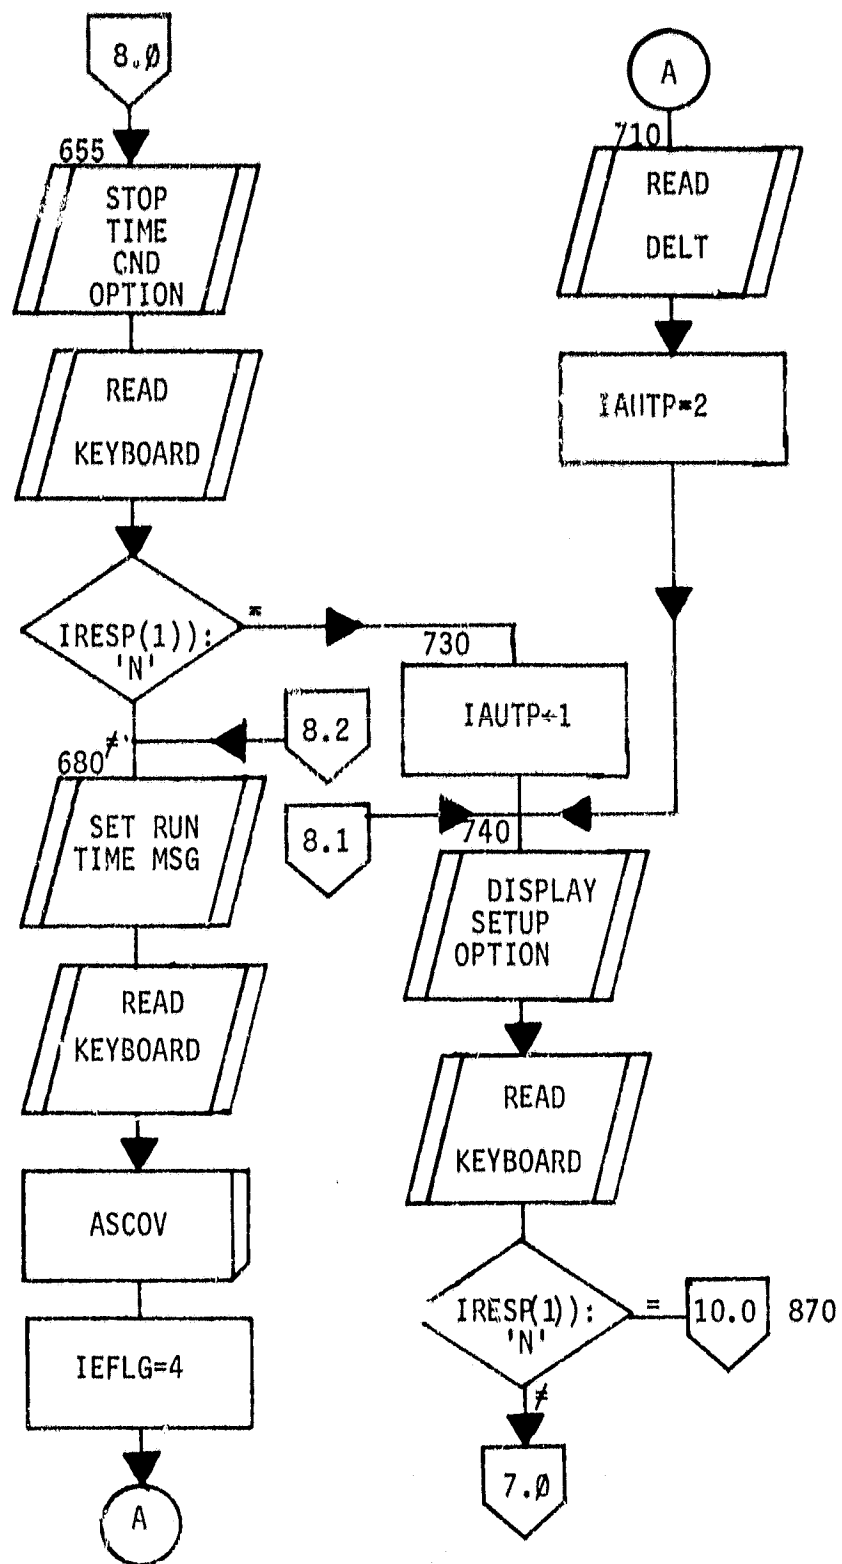 8.0
655
STOP
TIME
CND
OPTION
READ
KEYBOARD
IRESP(1)):
'N'
=
≠
8.2
680
SET RUN
TIME MSG
READ
KEYBOARD
ASCOV
IEFLG=4
A
A
710
READ
DELT
IAUTP=2
730
IAUTP=1
8.1
740
DISPLAY
SETUP
OPTION
READ
KEYBOARD
IRESP(1)):
'N'
=
10.0
870
≠
7.0